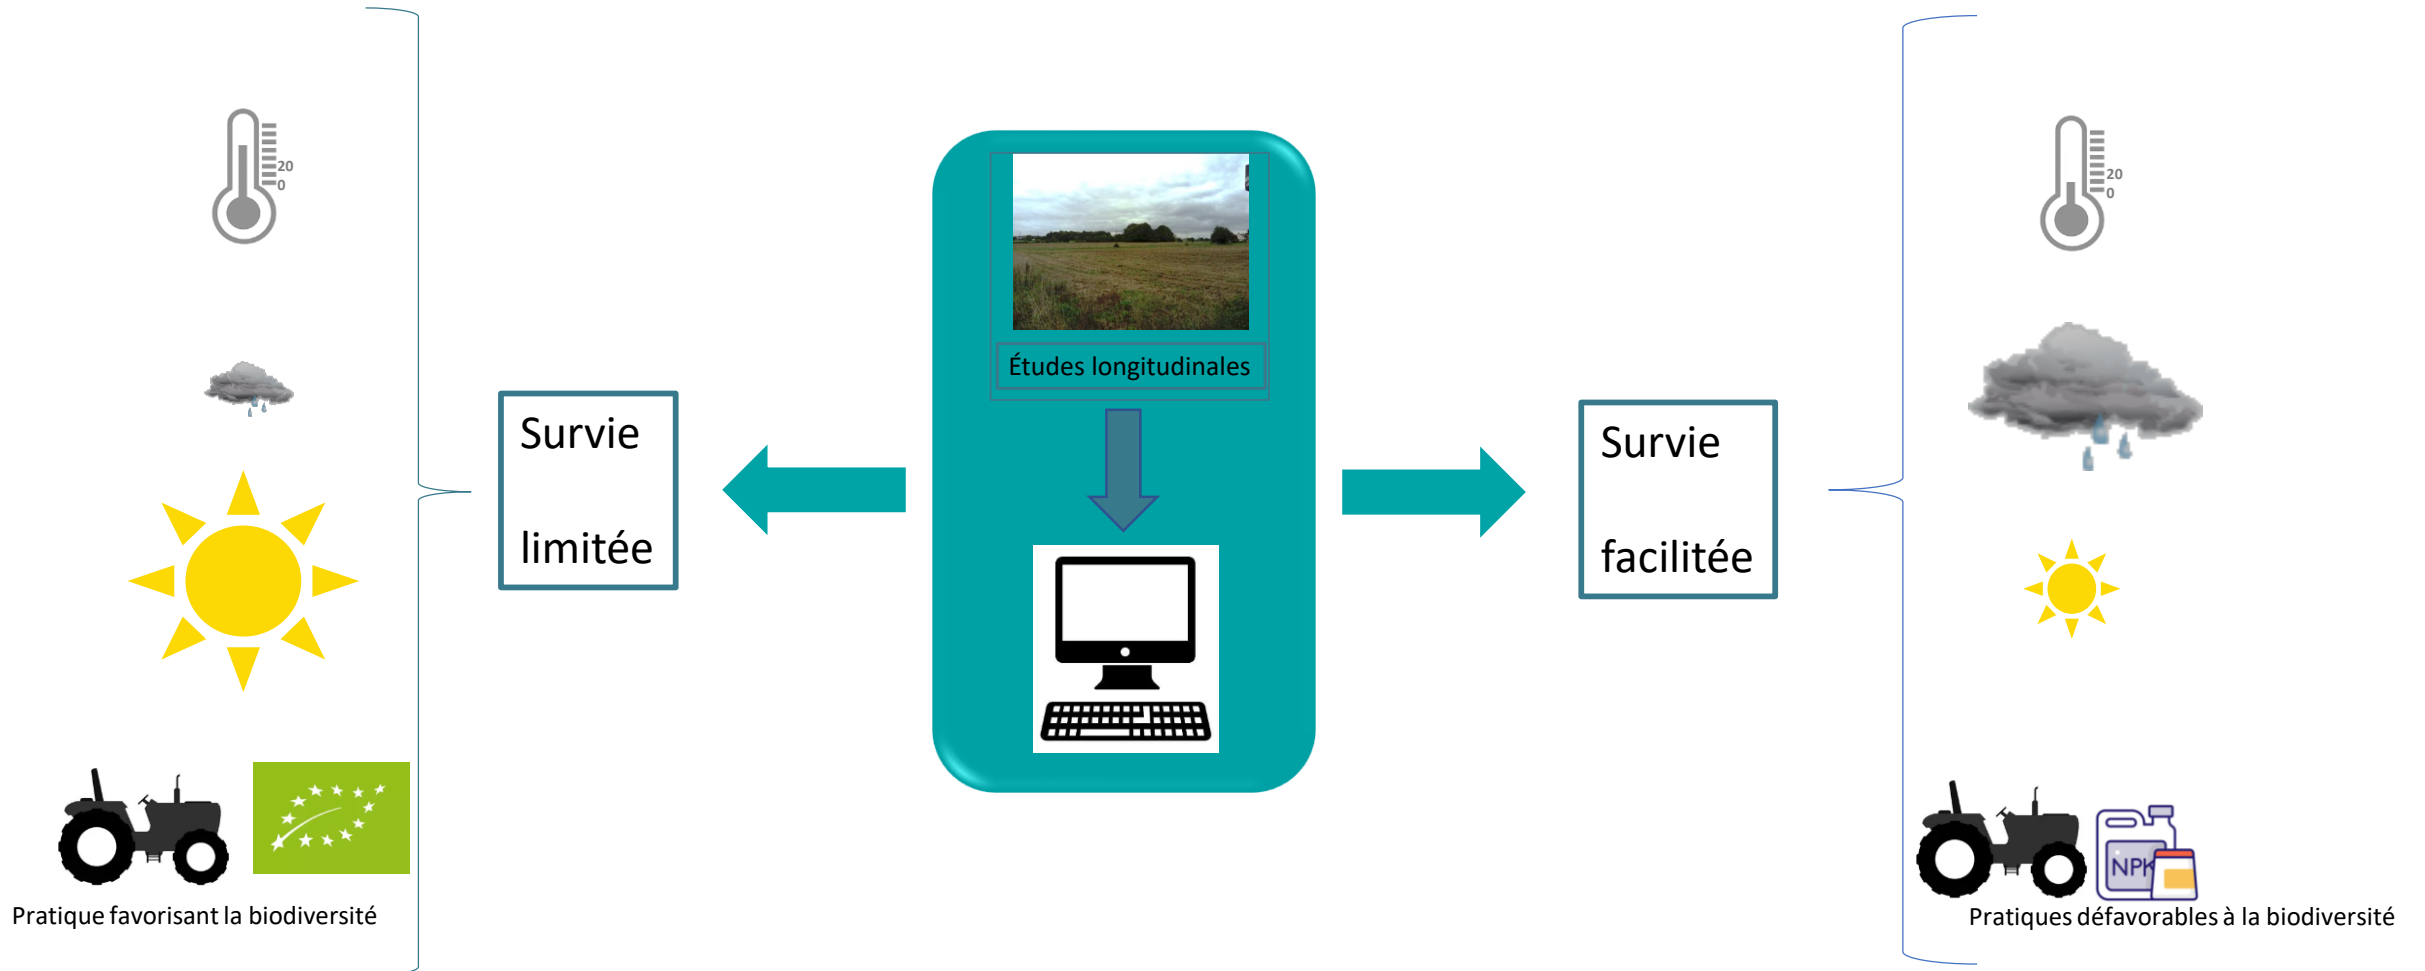 20
0
Pratique favorisant la biodiversité
Survie
limitée
Études longitudinales
Survie
facilitée
20
0
NPK
Pratiques défavorables à la biodiversité